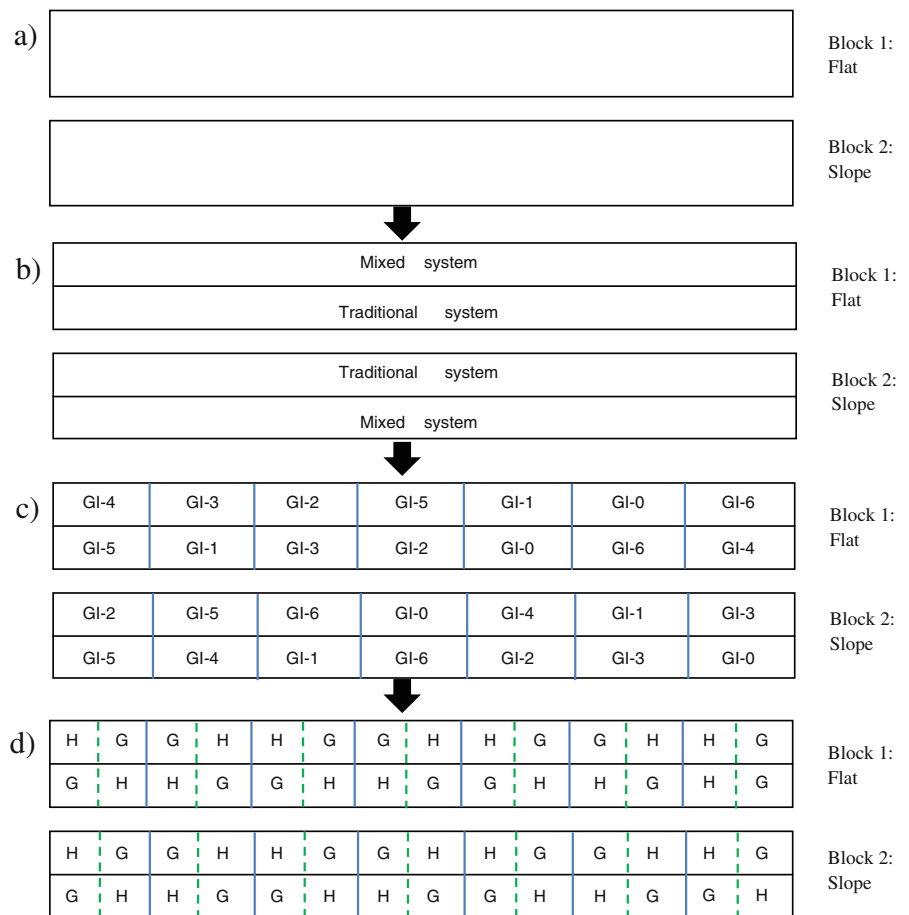 a)
Block 1:
Flat
Block 2:
Slope
b)
Mixed system
Traditional system
Block 1:
Flat
Traditional system
Mixed system
Block 2:
Slope
c)
GI-4 GI-3 GI-2 GI-5 GI-1 GI-0 GI-6
GI-5 GI-1 GI-3 GI-2 GI-0 GI-6 GI-4
Block 1:
Flat
GI-2 GI-5 GI-6 GI-0 GI-4 GI-1 GI-3
GI-5 GI-4 GI-1 GI-6 GI-2 GI-3 GI-0
Block 2:
Slope
d)
H G G H H G G H H G G H H G
G H H G G H H G G H H G H G
Block 1:
Flat
H G G H H G G H H G G H H G
G H H G G H H G G H H G G H
Block 2:
Slope